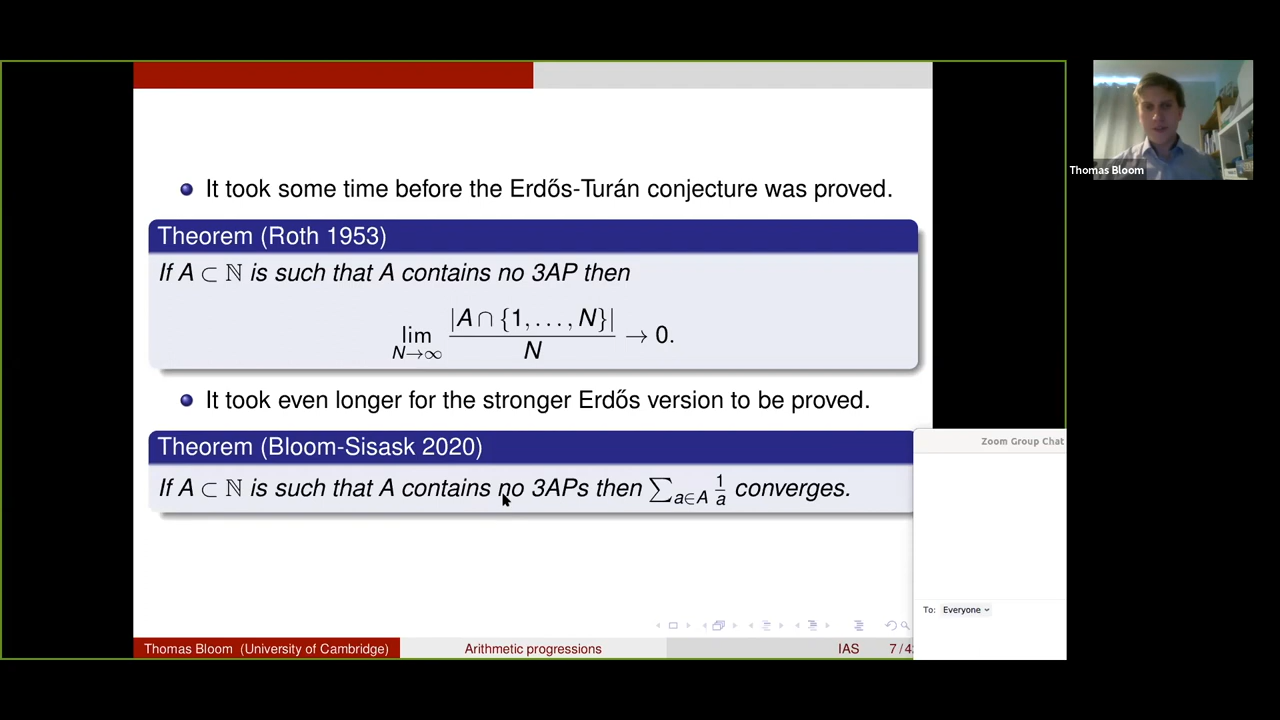 It took some time before the Erdős-Turán conjecture was proved.
Theorem (Roth 1953)
If A ⊂ ℕ is such that A contains no 3AP then
lim N→∞ |A ∩ {1, . . . , N}| / N → 0.
It took even longer for the stronger Erdős version to be proved.
Theorem (Bloom-Sisask 2020)
If A ⊂ ℕ is such that A contains no 3APs then ∑a∈A 1/a converges.
Thomas Bloom (University of Cambridge)
Arithmetic progressions
IAS
7 / 4
Thomas Bloom
Zoom Group Chat
To: Everyone